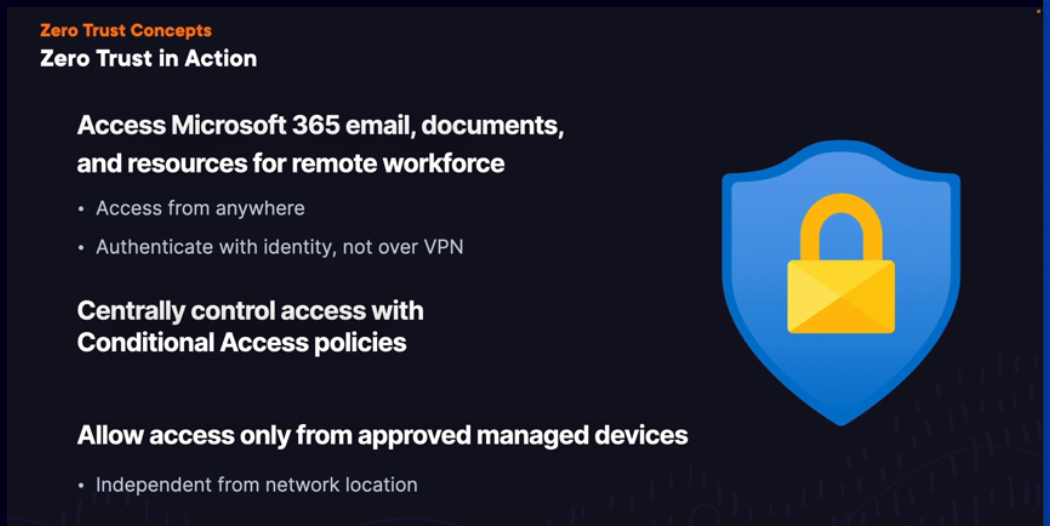 Zero Trust Concepts
Zero Trust in Action
Access Microsoft 365 email, documents,
and resources for remote workforce
• Access from anywhere
• Authenticate with identity, not over VPN
Centrally control access with
Conditional Access policies
Allow access only from approved managed devices
• Independent from network location